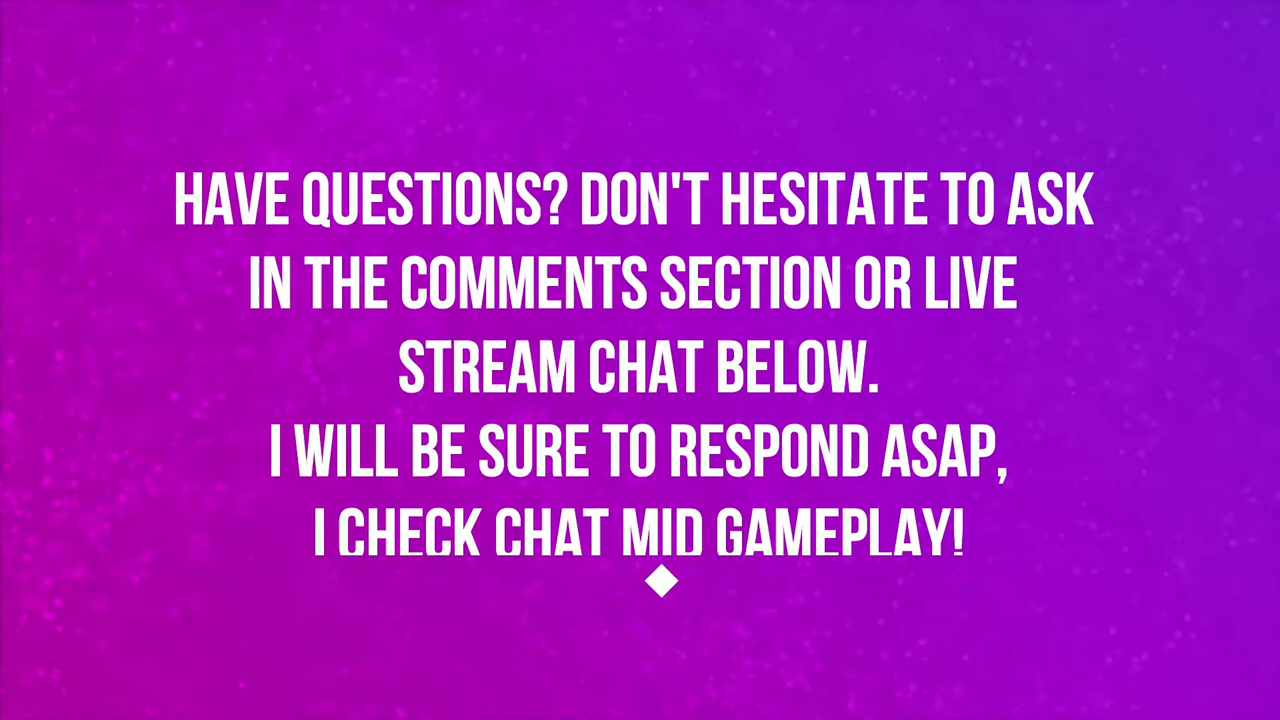 HAVE QUESTIONS? DON'T HESITATE TO ASK
IN THE COMMENTS SECTION OR LIVE
STREAM CHAT BELOW.
I WILL BE SURE TO RESPOND ASAP,
I CHECK CHAT MID GAMEPLAY!